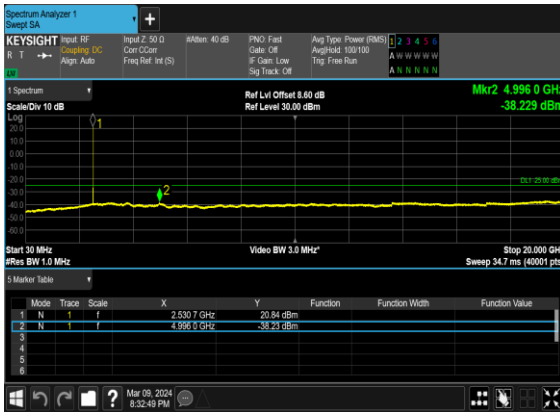 Spectrum Analyzer 1
Swept SA
KEYSIGHT
R T
Input: RF
Coupling: DC
Align: Auto
Input Z: 50 Ω
Corr CCorr
Freq Ref: Int (S)
#Atten: 40 dB
PNO: Fast
Gate: Off
IF Gain: Low
Sig Track: Off
Avg Type: Power (RMS)
Avg|Hold: 100/100
Trig: Free Run
1 2 3 4 5 6
A W W W W W
A N N N N N
1 Spectrum
Scale/Div 10 dB
Ref Lvl Offset 8.60 dB
Ref Level 30.00 dBm
Mkr2 4.996 0 GHz
-38.229 dBm
Log
20.0
10.0
0.00
-10.0
-20.0
-30.0
-40.0
-50.0
-60.0
1
2
DL1 -25.00 dBm
Start 30 MHz
#Res BW 1.0 MHz
Video BW 3.0 MHz*
Stop 20.000 GHz
Sweep 34.7 ms (40001 pts)
5 Marker Table
Mode Trace Scale X Y Function Function Width Function Value
1 N 1 f 2.530 7 GHz 20.84 dBm
2 N 1 f 4.996 0 GHz -38.23 dBm
3
4
5
6
?
Mar 09, 2024
8:32:49 PM